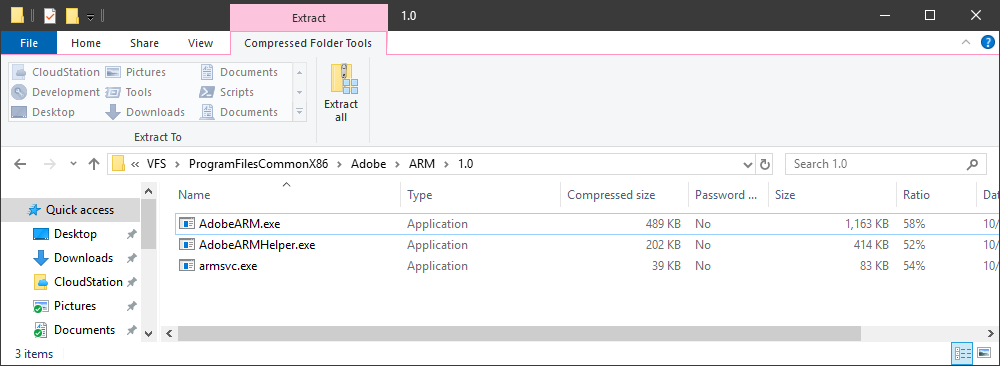 Extract 1.0
File Home Share View Compressed Folder Tools
CloudStation Pictures Documents
Development Tools Scripts
Desktop Downloads Documents
Extract all
Extract To
« VFS > ProgramFilesCommonX86 > Adobe > ARM > 1.0 Search 1.0
Name Type Compressed size Password ... Size Ratio Da
Quick access
AdobeARM.exe Application 489 KB No 1,163 KB 58% 10/
Desktop
AdobeARMHelper.exe Application 202 KB No 414 KB 52% 10/
Downloads
armsvc.exe Application 39 KB No 83 KB 54% 10/
CloudStation
Pictures
Documents
3 items